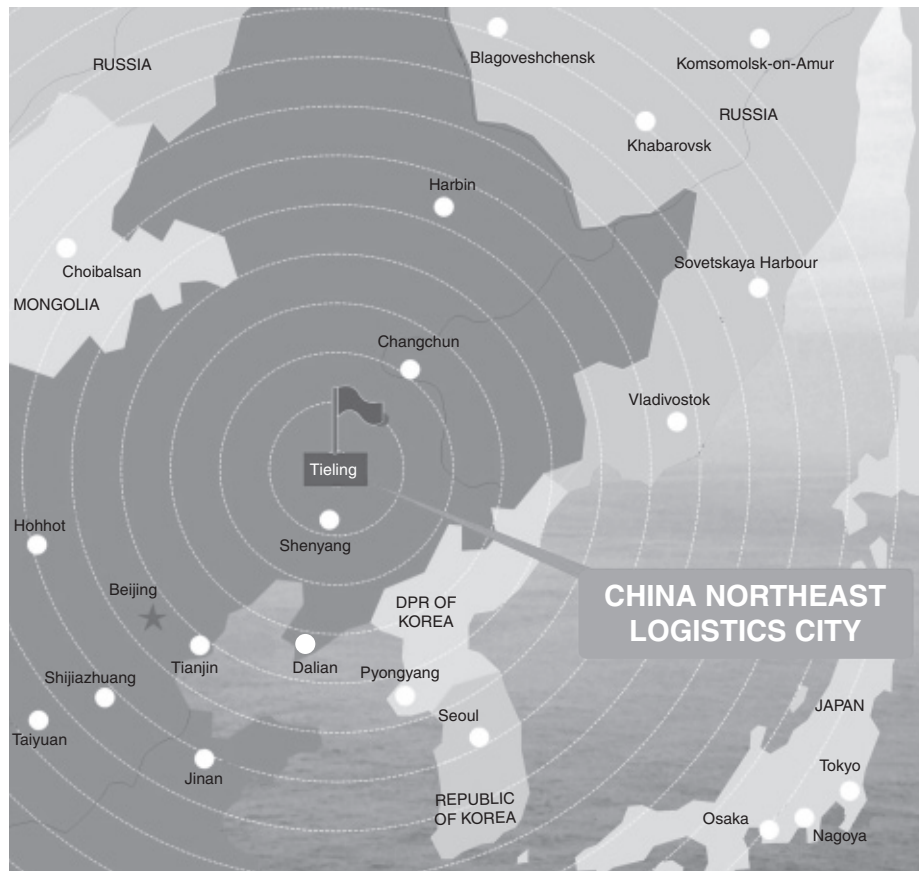 Blagoveshchensk
Komsomolsk-on-Amur
RUSSIA
RUSSIA
Khabarovsk
Harbin
Choibalsan
MONGOLIA
Sovetskaya Harbour
Changchun
Vladivostok
Tieling
Hohhot
Shenyang
Beijing
CHINA NORTHEAST
LOGISTICS CITY
DPR OF
KOREA
Tianjin
Dalian
Pyongyang
Shijiazhuang
Seoul
JAPAN
Taiyuan
Jinan
Tokyo
REPUBLIC
OF KOREA
Osaka
Nagoya